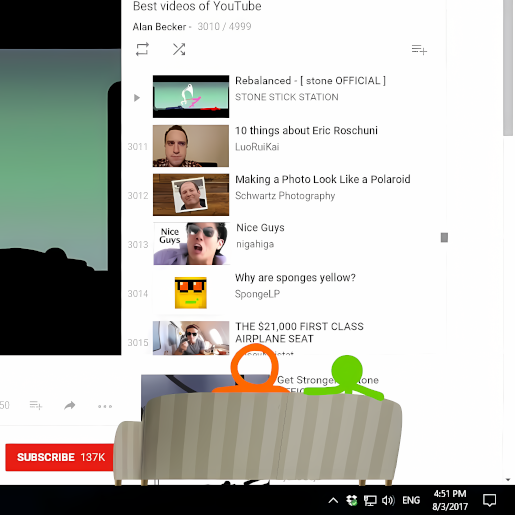 Best videos of YouTube
Alan Becker - 3010 / 4999
Rebalanced - [ stone OFFICIAL ]
STONE STICK STATION
3011
10 things about Eric Roschuni
LuoRuiKai
3012
Making a Photo Look Like a Polaroid
Schwartz Photography
3013
Nice Guys
Nice Guys
nigahiga
3014
Why are sponges yellow?
SpongeLP
3015
THE $21,000 FIRST CLASS
AIRPLANE SEAT
Get Stronger
50
SUBSCRIBE 137K
ENG
4:51 PM
8/3/2017